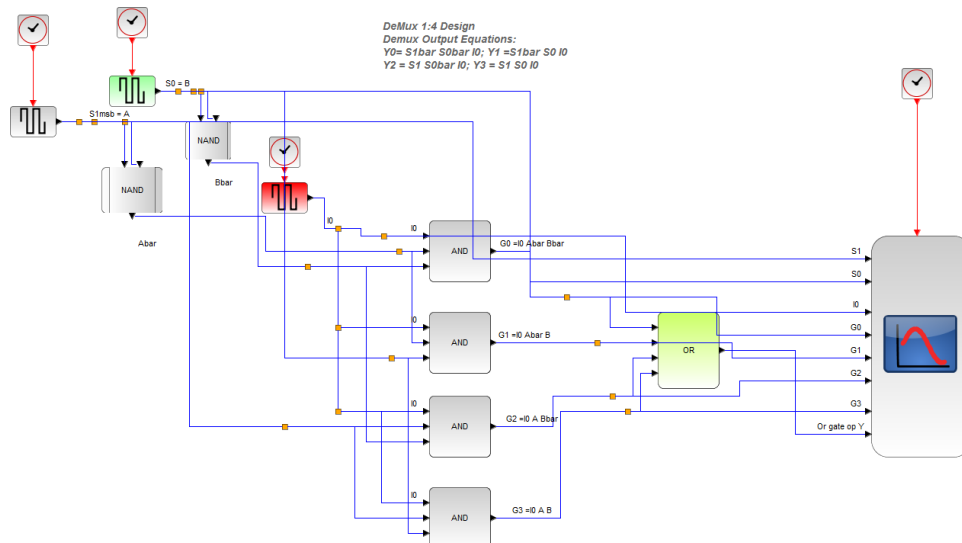 DeMux 1:4 Design
Demux Output Equations:
Y0= S1bar S0bar I0; Y1 =S1bar S0 I0
Y2 = S1 S0bar I0; Y3 = S1 S0 I0
S0 = B
S1msb = A
NAND
Bbar
NAND
Abar
I0
I0
AND
G0 =I0 Abar Bbar
I0
AND
G1 =I0 Abar B
OR
I0
AND
G2 =I0 A Bbar
I0
AND
G3 =I0 A B
S1
S0
I0
G0
G1
G2
G3
Or gate op Y